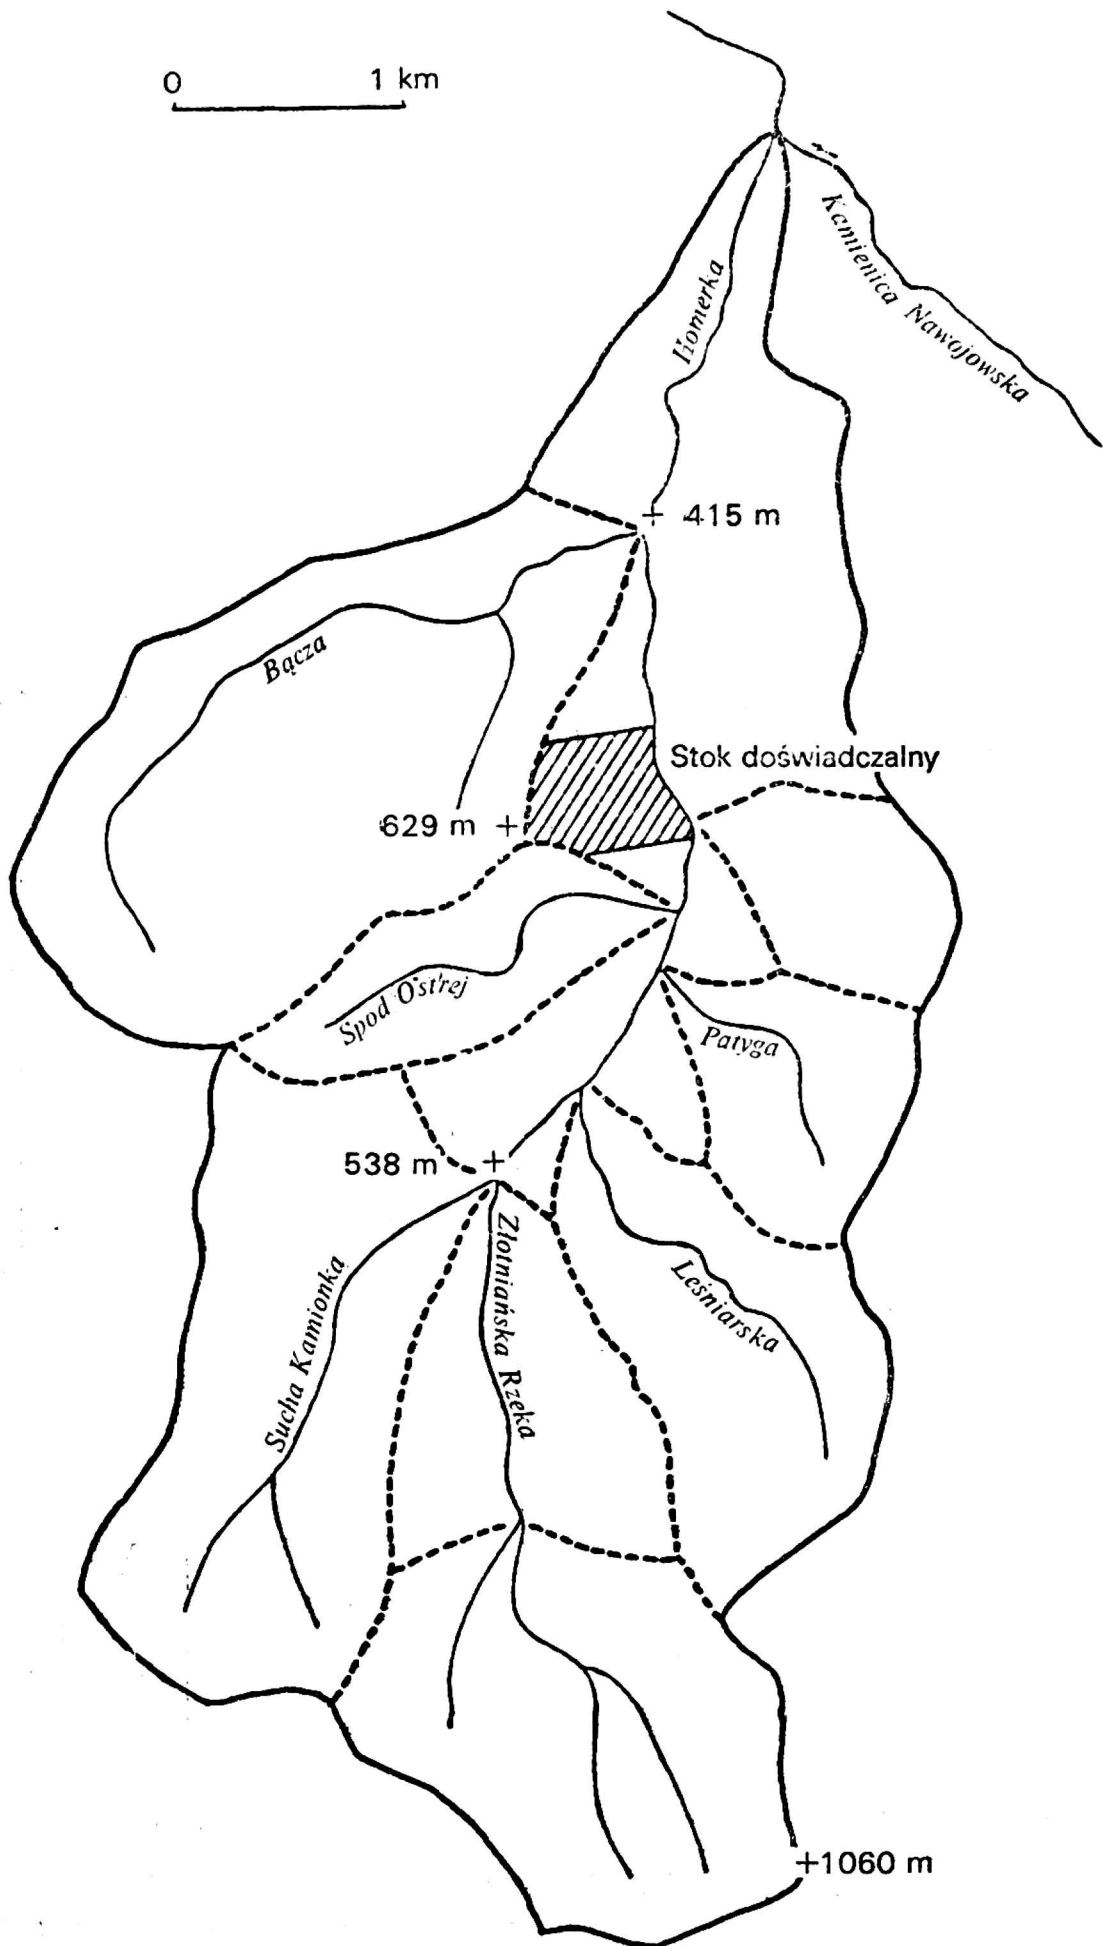 0 1 km
Kamienica Nawojowska
Homerka
415 m
Bącza
Stok doświadczalny
629 m
Spod Ostrej
Patyga
538 m
Złotniańska Rzeka
Leśniarska
Sucha Kamionka
1060 m